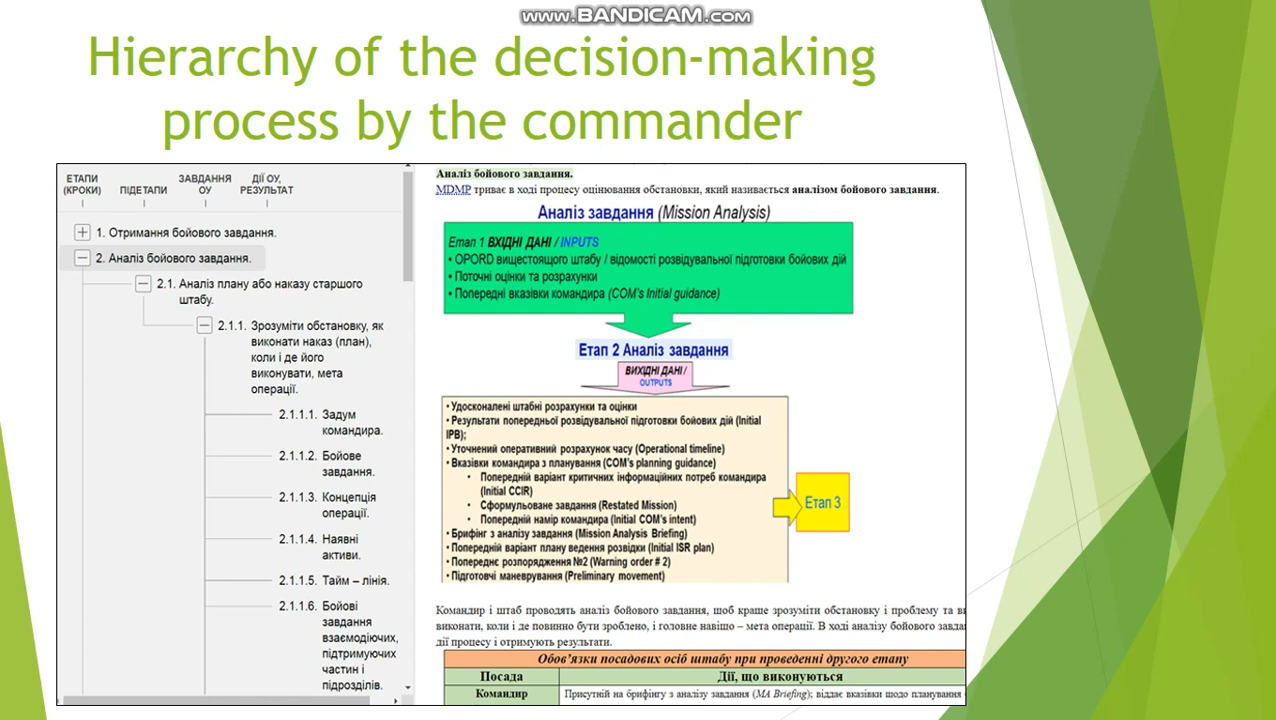 www.BANDICAM.com
Hierarchy of the decision-making
process by the commander
ЕТАПИ
(КРОКИ)
ПІДЕТАПИ
ЗАВДАННЯ
ОУ
ДІЇ ОУ,
РЕЗУЛЬТАТ
1. Отримання бойового завдання.
2. Аналіз бойового завдання.
2.1. Аналіз плану або наказу старшого
штабу.
2.1.1. Зрозуміти обстановку, як
виконати наказ (план),
коли і де його
виконувати, мета
операції.
2.1.1.1. Задум
командира.
2.1.1.2. Бойове
завдання.
2.1.1.3. Концепція
операції.
2.1.1.4. Наявні
активи.
2.1.1.5. Тайм – лінія.
2.1.1.6. Бойові
завдання
взаємодіючих,
підтримуючих
частин і
підрозділів.
Аналіз бойового завдання.
MDMP триває в ході процесу оцінювання обстановки, який називається аналізом бойового завдання.
Аналіз завдання (Mission Analysis)
Етап 1 ВХІДНІ ДАНІ / INPUTS
• OPORD вищестоящого штабу / відомості розвідувальної підготовки бойових дій
• Поточні оцінки та розрахунки
• Попередні вказівки командира (COM's Initial guidance)
Етап 2 Аналіз завдання
ВИХІДНІ ДАНІ /
OUTPUTS
• Удосконалені штабні розрахунки та оцінки
• Результати попередньої розвідувальної підготовки бойових дій (Initial
IPB);
• Уточнений оперативний розрахунок часу (Operational timeline)
• Вказівки командира з планування (COM's planning guidance)
• Попередній варіант критичних інформаційних потреб командира
(Initial CCIR)
• Сформульоване завдання (Restated Mission)
• Попередній намір командира (Initial COM's intent)
• Брифінг з аналізу завдання (Mission Analysis Briefing)
• Попередній варіант плану ведення розвідки (Initial ISR plan)
• Попереднє розпорядження №2 (Warning order # 2)
• Підготовчі маневрування (Preliminary movement)
Етап 3
Командир і штаб проводять аналіз бойового завдання, щоб краще зрозуміти обстановку і проблему та
виконати, коли і де повинно бути зроблено, і головне навіщо – мета операції. В ході аналізу бойового
дії процесу і отримують результати.
Обов'язки посадових осіб штабу при проведенні другого етапу
Посада
Дії, що виконуються
Командир
Присутній на брифінгу з аналізу завдання (MA Briefing); віддає вказівки щодо планування